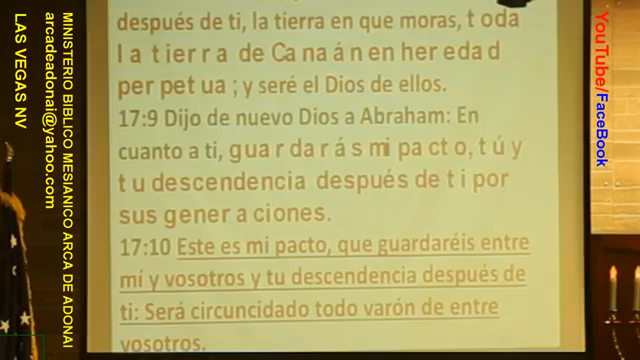 después de ti, la tierra en que moras, toda
la tierra de Canaán en heredad
perpetua; y seré el Dios de ellos.
17:9 Dijo de nuevo Dios a Abraham: En
cuanto a ti, guardarás mi pacto, tú y
tu descendencia después de ti por
sus generaciones.
17:10 Este es mi pacto, que guardaréis entre
mí y vosotros y tu descendencia después de
ti: Será circuncidado todo varón de entre
vosotros.
MINISTERIO BIBLICO MESIANICO ARCA DE ADONAI
arcadeadonai@yahoo.com
LAS VEGAS NV
YouTube/FaceBook